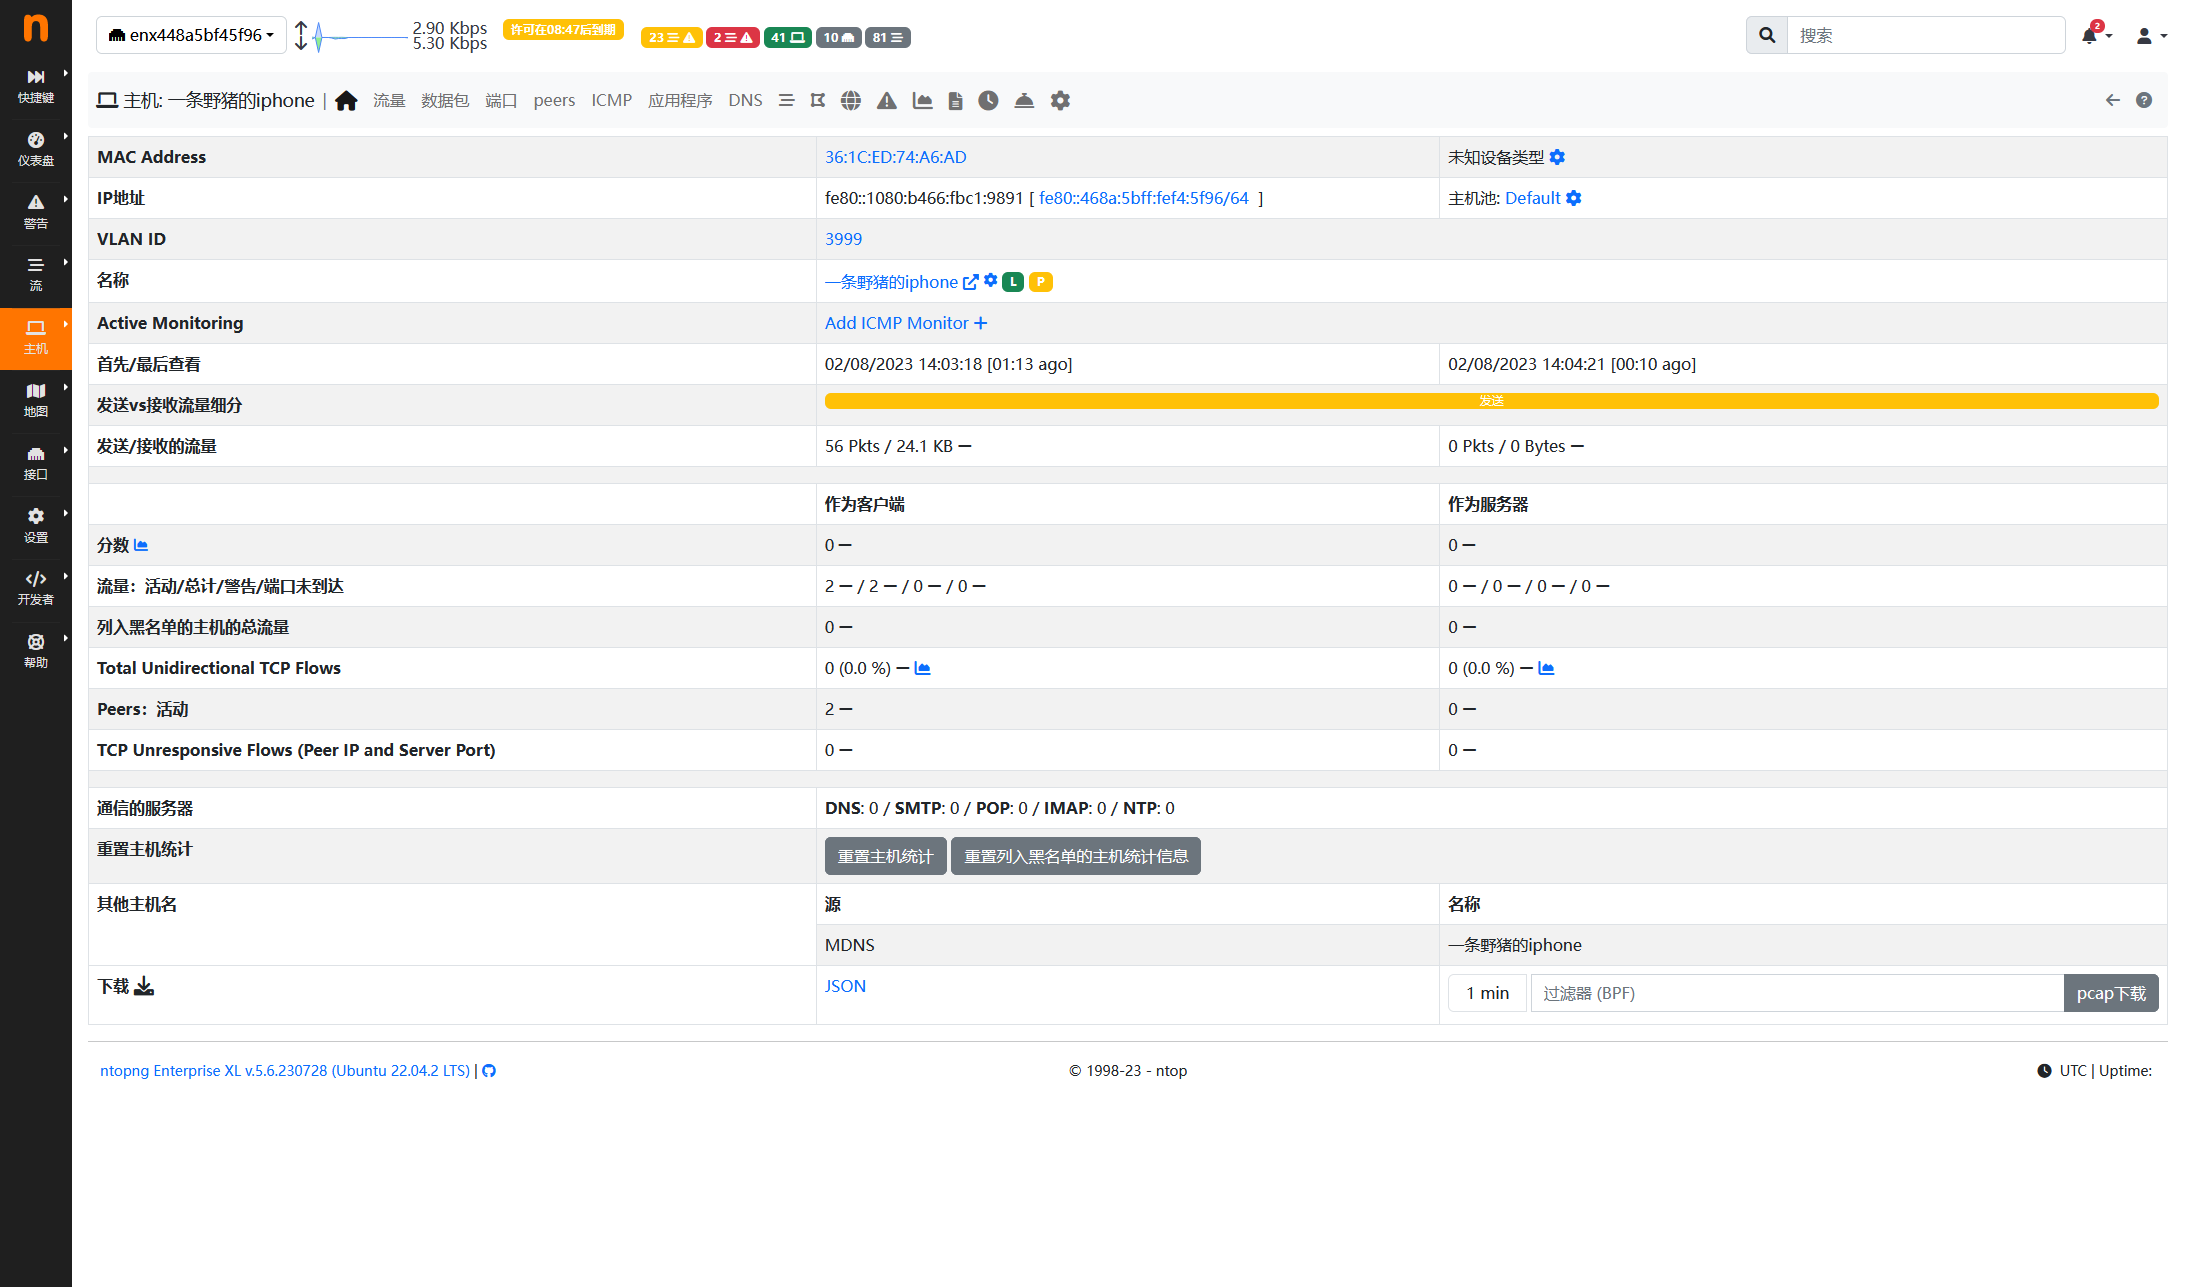 n
enx448a5bf45f96
2.90 Kbps
5.30 Kbps
许可在08:47后到期
23
2
41
10
81
搜索
2
快捷键
仪表盘
警告
流
主机
地图
接口
设置
开发者
帮助
主机: 一条野猪的iphone |
流量 数据包 端口 peers ICMP 应用程序 DNS
MAC Address 36:1C:ED:74:A6:AD 未知设备类型
IP地址 fe80::1080:b466:fbc1:9891 [ fe80::468a:5bff:fef4:5f96/64 ] 主机池: Default
VLAN ID 3999
名称 一条野猪的iphone L P
Active Monitoring Add ICMP Monitor +
首先/最后查看 02/08/2023 14:03:18 [01:13 ago] 02/08/2023 14:04:21 [00:10 ago]
发送vs接收流量细分 发送
发送/接收的流量 56 Pkts / 24.1 KB — 0 Pkts / 0 Bytes —
作为客户端 作为服务器
分数 0 — 0 —
流量：活动/总计/警告/端口未到达 2 — / 2 — / 0 — / 0 — 0 — / 0 — / 0 — / 0 —
列入黑名单的主机的总流量 0 — 0 —
Total Unidirectional TCP Flows 0 (0.0 %) — 0 (0.0 %) —
Peers：活动 2 — 0 —
TCP Unresponsive Flows (Peer IP and Server Port) 0 — 0 —
通信的服务器 DNS: 0 / SMTP: 0 / POP: 0 / IMAP: 0 / NTP: 0
重置主机统计 重置主机统计 重置列入黑名单的主机统计信息
其他主机名 源 名称
MDNS 一条野猪的iphone
下载 JSON 1 min 过滤器 (BPF) pcap下载
ntopng Enterprise XL v.5.6.230728 (Ubuntu 22.04.2 LTS) | © 1998-23 - ntop UTC | Uptime: